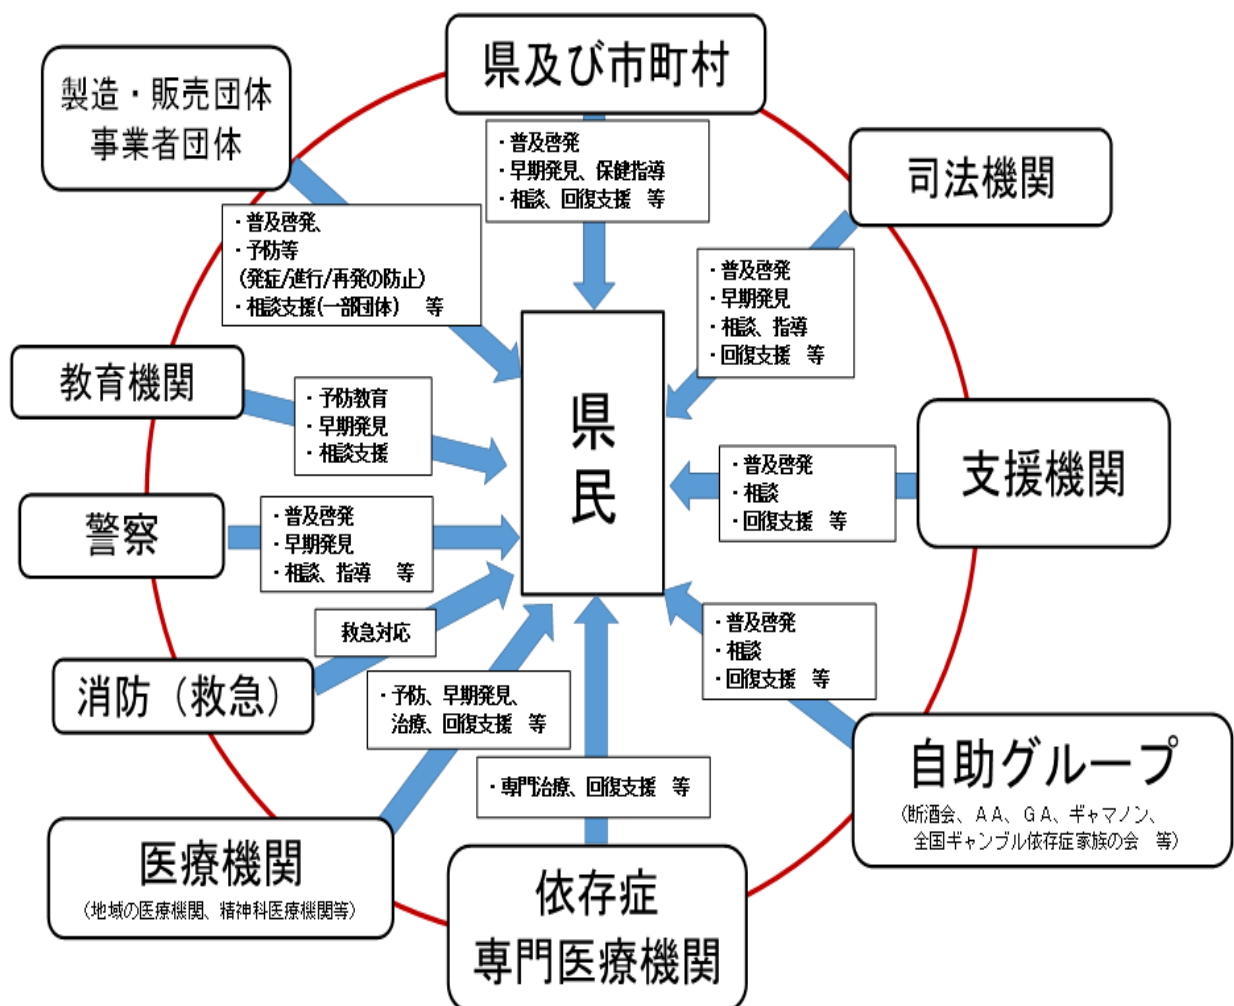 県及び市町村
・普及啓発
・早期発見、保健指導
・相談、回復支援　等
製造・販売団体
事業者団体
・普及啓発、
・予防等
(発症/進行/再発の防止)
・相談支援(一部団体)　等
司法機関
・普及啓発
・早期発見
・相談、指導
・回復支援　等
教育機関
・予防教育
・早期発見
・相談支援
県民
支援機関
・普及啓発
・相談
・回復支援　等
警察
・普及啓発
・早期発見
・相談、指導　等
消防（救急）
救急対応
自助グループ
（断酒会、ＡＡ、ＧＡ、ギャマノン、
全国ギャンブル依存症家族の会　等）
・普及啓発
・相談
・回復支援　等
医療機関
（地域の医療機関、精神科医療機関等）
・予防、早期発見、
治療、回復支援　等
依存症
専門医療機関
・専門治療、回復支援　等